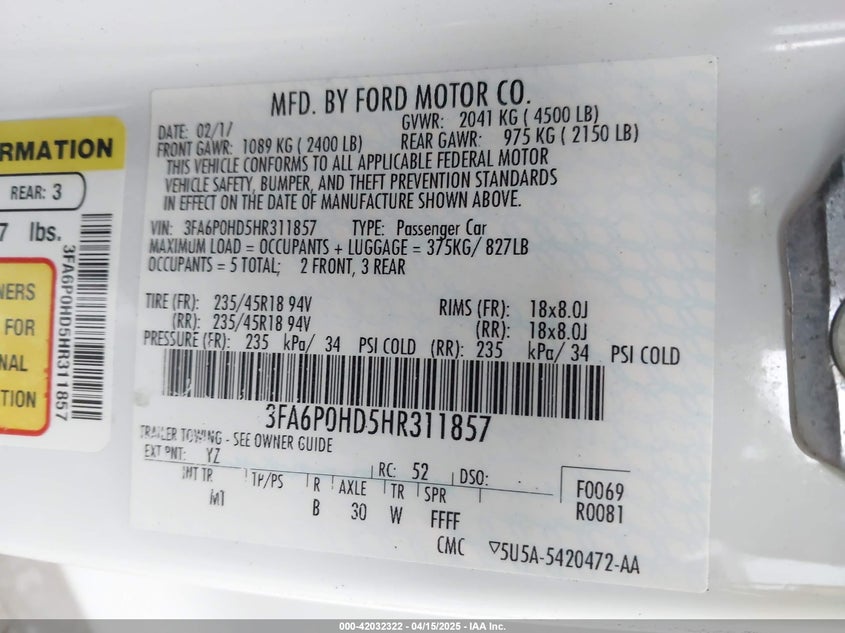 RMATION
REAR: 3
7 lbs.
3FA6P0HD5HR311857
NERS
FOR
NAL
TION
MFD. BY FORD MOTOR CO.
DATE: 02/17
GVWR: 2041 KG ( 4500 LB)
FRONT GAWR: 1089 KG ( 2400 LB)
REAR GAWR: 975 KG ( 2150 LB)
THIS VEHICLE CONFORMS TO ALL APPLICABLE FEDERAL MOTOR
VEHICLE SAFETY, BUMPER, AND THEFT PREVENTION STANDARDS
IN EFFECT ON THE DATE OF MANUFACTURE SHOWN ABOVE.
VIN: 3FA6P0HD5HR311857 TYPE: Passenger Car
MAXIMUM LOAD = OCCUPANTS + LUGGAGE = 375KG/ 827LB
OCCUPANTS = 5 TOTAL; 2 FRONT, 3 REAR
TIRE (FR): 235/45R18 94V RIMS (FR): 18x8.0J
(RR): 235/45R18 94V (RR): 18x8.0J
PRESSURE (FR): 235 kPa/ 34 PSI COLD (RR): 235 kPa/ 34 PSI COLD
3FA6P0HD5HR311857
TRAILER TOWING - SEE OWNER GUIDE
EXT PNT: YZ RC: 52 DSO:
INT TR TP/PS R AXLE TR SPR
MT B 30 W FFFF
F0069
R0081
CMC ▽5U5A-5420472-AA
000-42032322 - 04/15/2025 - IAA Inc.